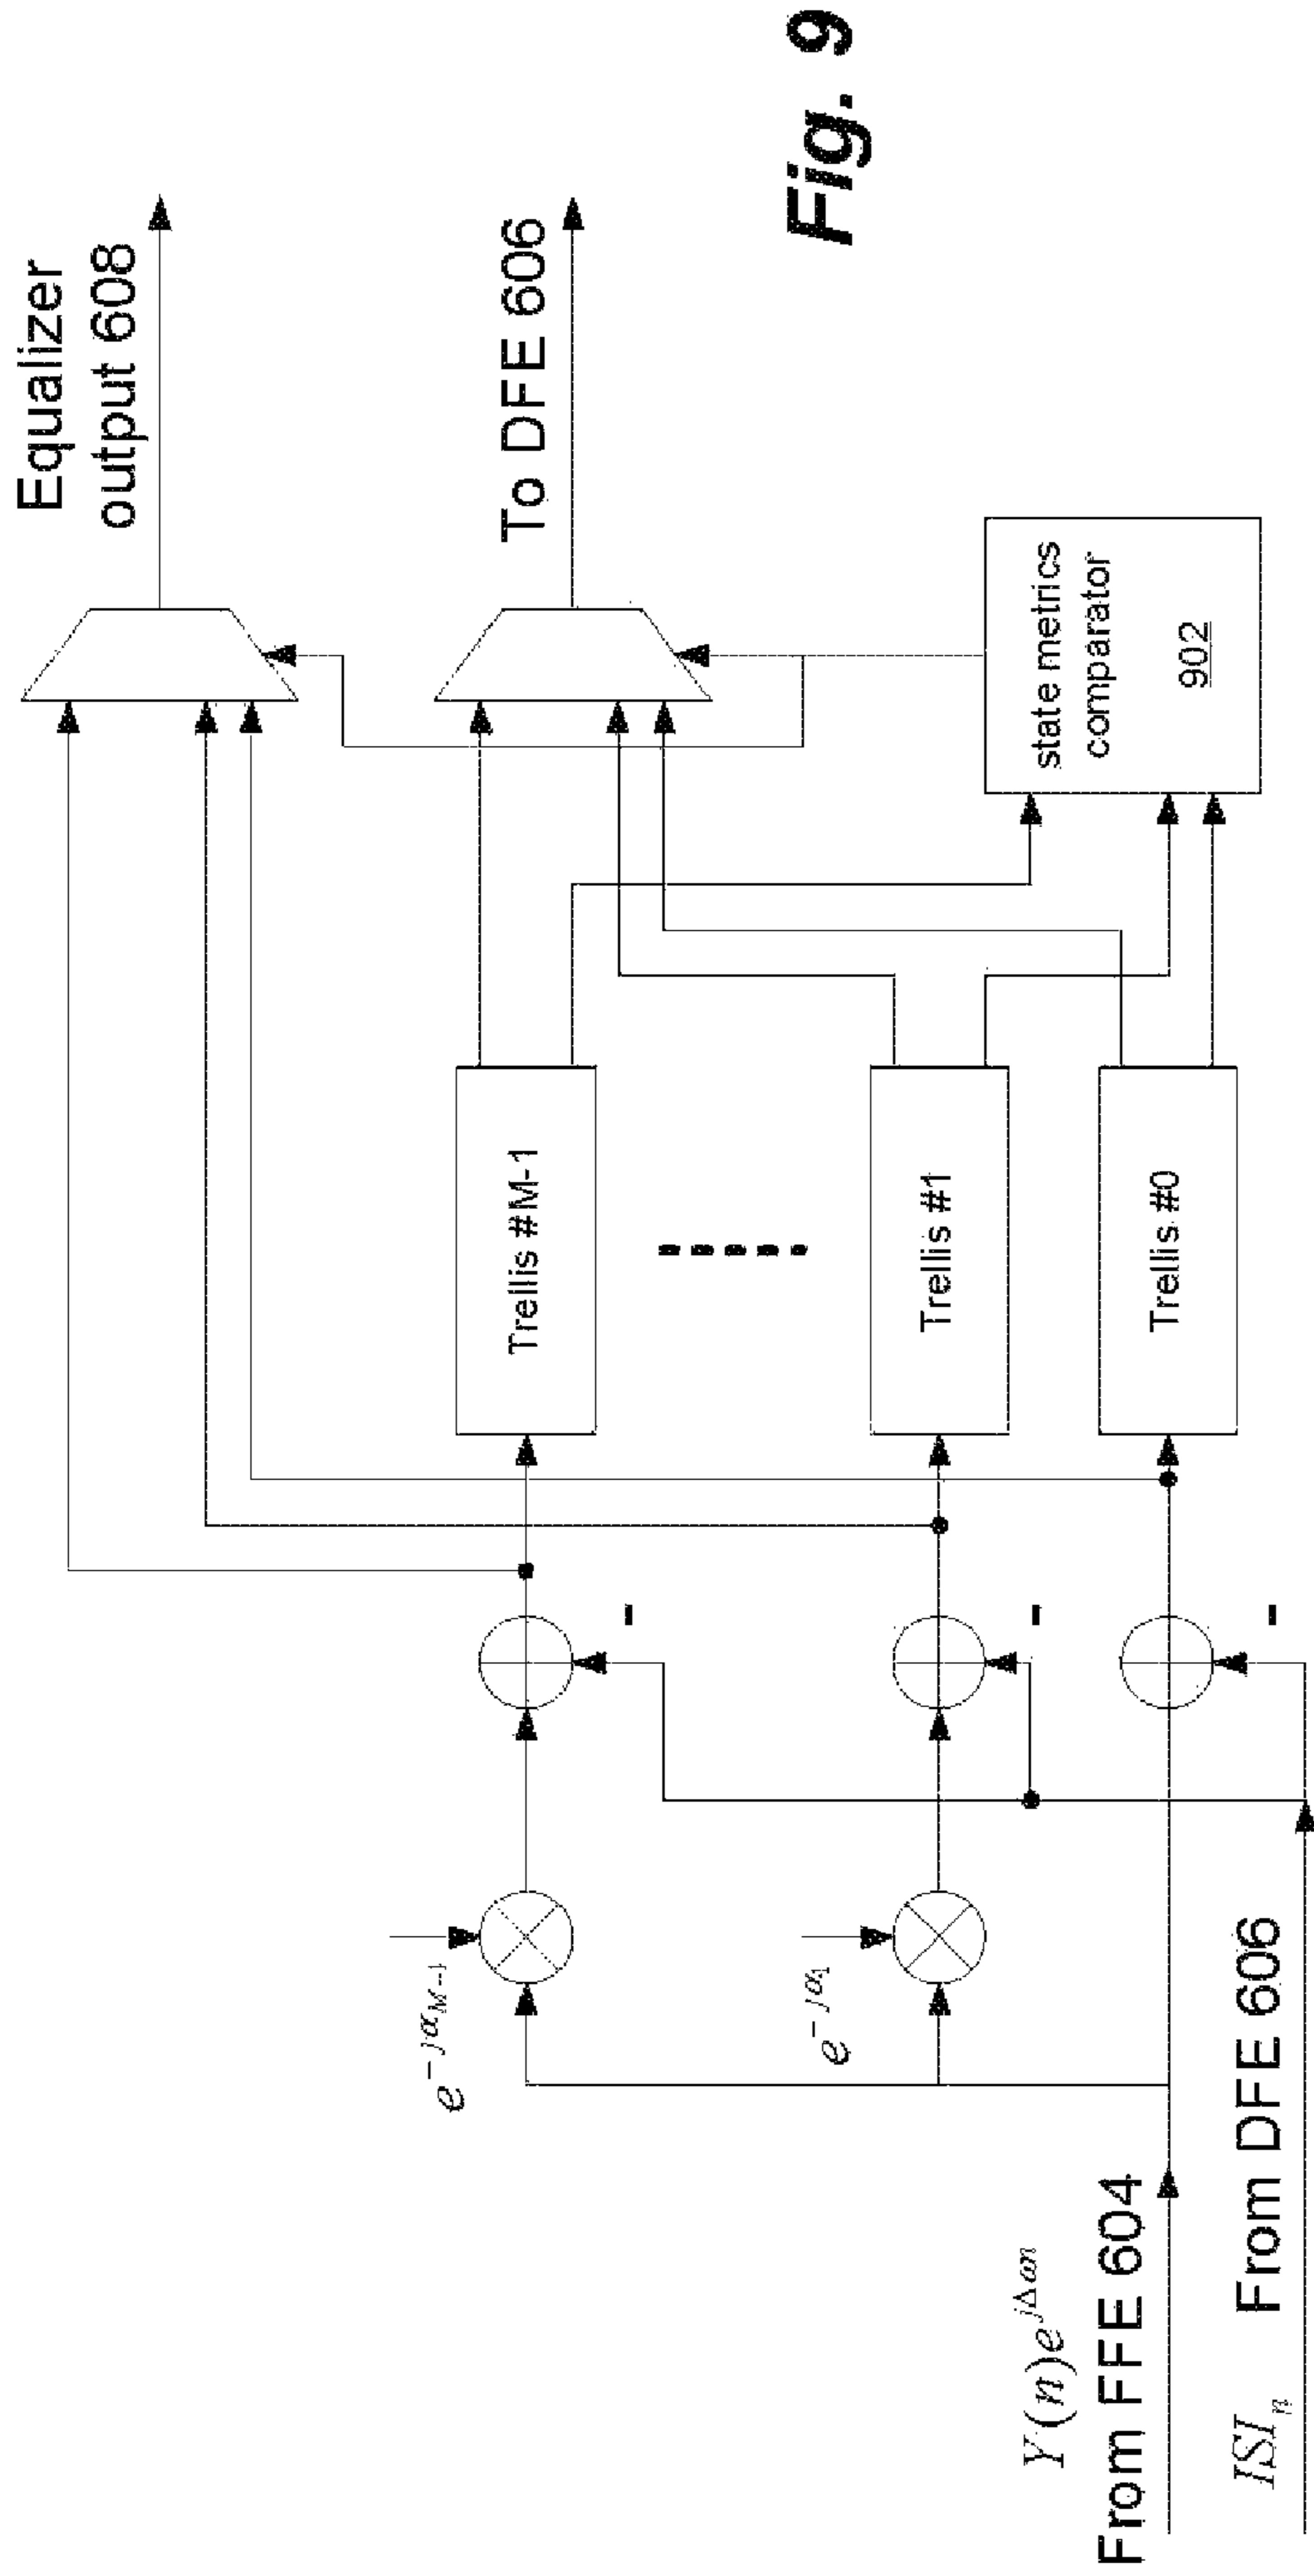 Equalizer
output 608
To DFE 606
Fig. 9
state metrics
comparator
902
Trellis #M-1
Trellis #1
Trellis #0
-
-
-
e^{-jα_{M-1}}
e^{-jα_1}
Y(n)e^{jΔωn}
From FFE 604
ISI_n From DFE 606